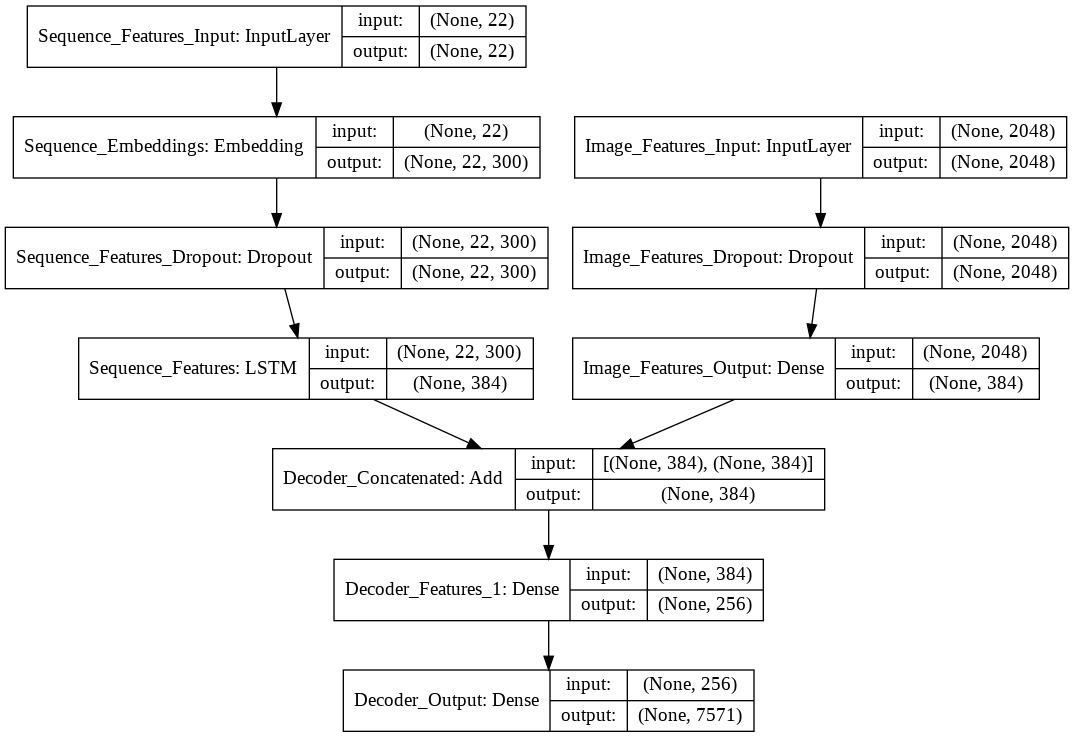 Sequence_Features_Input: InputLayer
input: (None, 22)
output: (None, 22)
Sequence_Embeddings: Embedding
input: (None, 22)
output: (None, 22, 300)
Image_Features_Input: InputLayer
input: (None, 2048)
output: (None, 2048)
Sequence_Features_Dropout: Dropout
input: (None, 22, 300)
output: (None, 22, 300)
Image_Features_Dropout: Dropout
input: (None, 2048)
output: (None, 2048)
Sequence_Features: LSTM
input: (None, 22, 300)
output: (None, 384)
Image_Features_Output: Dense
input: (None, 2048)
output: (None, 384)
Decoder_Concatenated: Add
input: [(None, 384), (None, 384)]
output: (None, 384)
Decoder_Features_1: Dense
input: (None, 384)
output: (None, 256)
Decoder_Output: Dense
input: (None, 256)
output: (None, 7571)